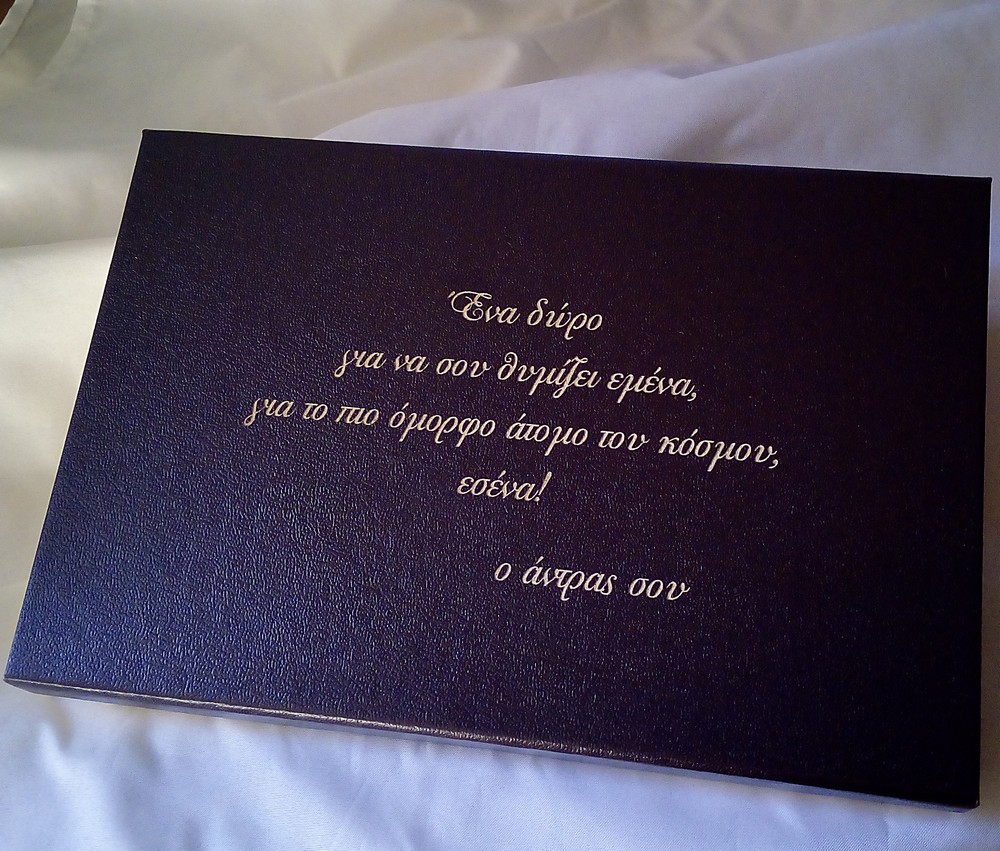 Ένα δώρο
για να σου θυμίζει εμένα,
για το πιο όμορφο άτομο του κόσμου,
εσένα!
ο άντρας σου